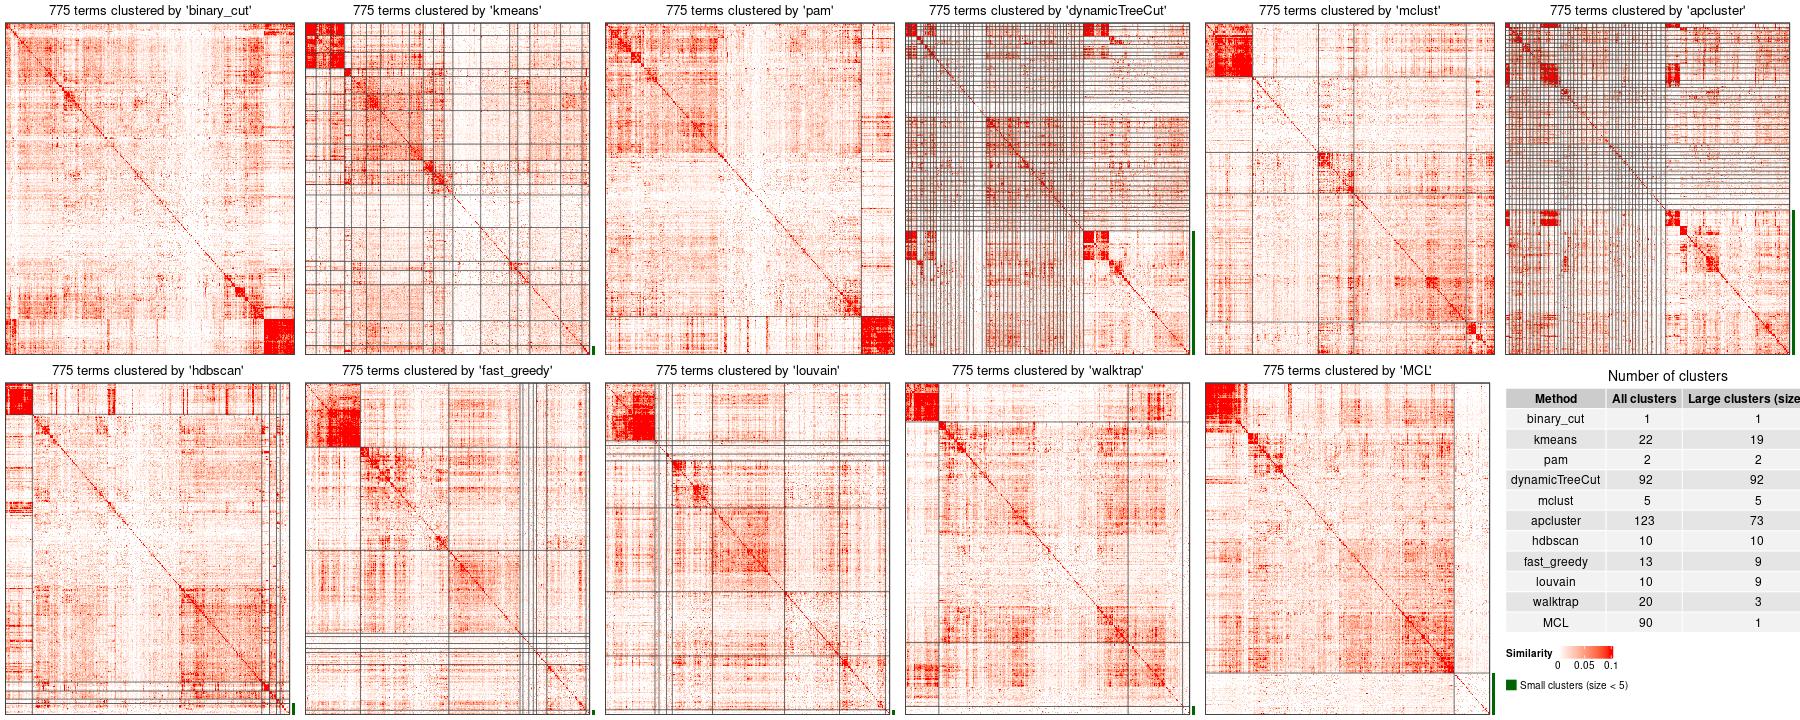 775 terms clustered by 'binary_cut'
775 terms clustered by 'kmeans'
775 terms clustered by 'pam'
775 terms clustered by 'dynamicTreeCut'
775 terms clustered by 'mclust'
775 terms clustered by 'apcluster'
775 terms clustered by 'hdbscan'
775 terms clustered by 'fast_greedy'
775 terms clustered by 'louvain'
775 terms clustered by 'walktrap'
775 terms clustered by 'MCL'
Number of clusters
Method All clusters Large clusters (size
binary_cut 1 1
kmeans 22 19
pam 2 2
dynamicTreeCut 92 92
mclust 5 5
apcluster 123 73
hdbscan 10 10
fast_greedy 13 9
louvain 10 9
walktrap 20 3
MCL 90 1
Similarity
0 0.05 0.1
Small clusters (size < 5)